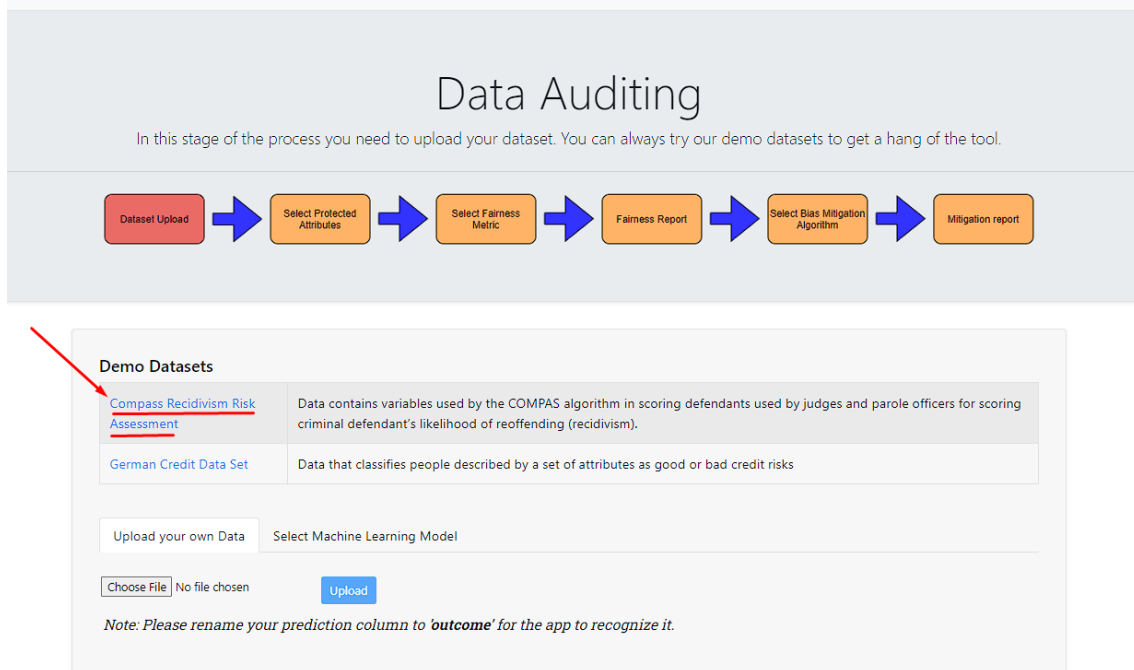 Data Auditing
In this stage of the process you need to upload your dataset. You can always try our demo datasets to get a hang of the tool.
Dataset Upload
Select Protected
Attributes
Select Fairness
Metric
Fairness Report
Select Bias Mitigation
Algorithm
Mitigation report
Demo Datasets
Compass Recidivism Risk
Assessment
Data contains variables used by the COMPAS algorithm in scoring defendants used by judges and parole officers for scoring
criminal defendant's likelihood of reoffending (recidivism).
German Credit Data Set
Data that classifies people described by a set of attributes as good or bad credit risks
Upload your own Data
Select Machine Learning Model
Choose File No file chosen
Upload
Note: Please rename your prediction column to 'outcome' for the app to recognize it.